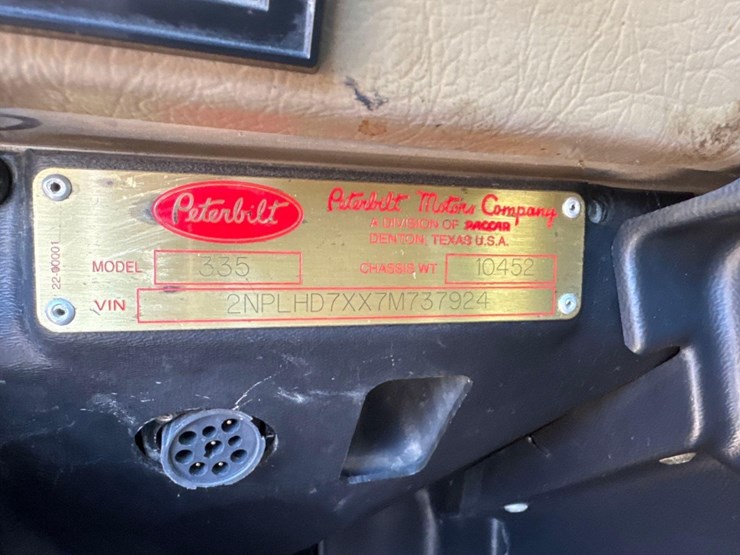 Peterbilt
Peterbilt Motors Company
A DIVISION OF PACCAR
DENTON, TEXAS U.S.A.
22-00001
MODEL 335 CHASSIS WT 10452
VIN 2NPLHD7XX7M737924